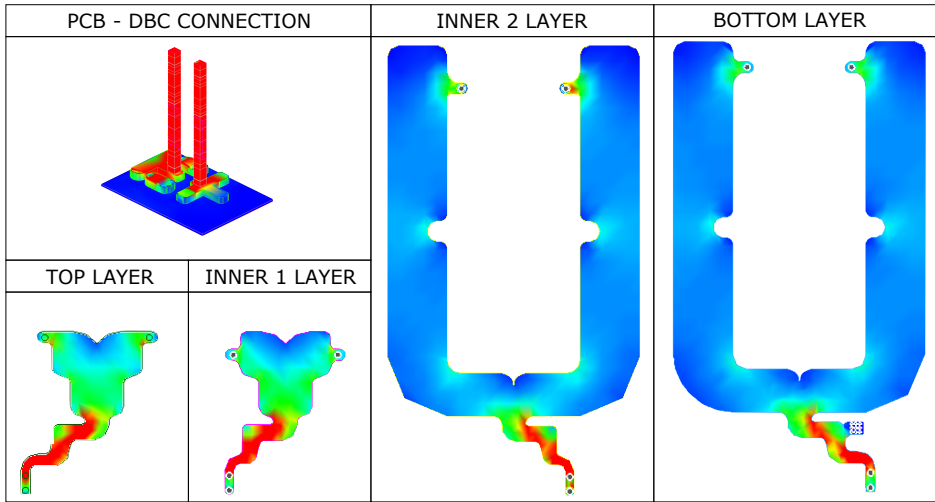 PCB - DBC CONNECTION
INNER 2 LAYER
BOTTOM LAYER
TOP LAYER
INNER 1 LAYER